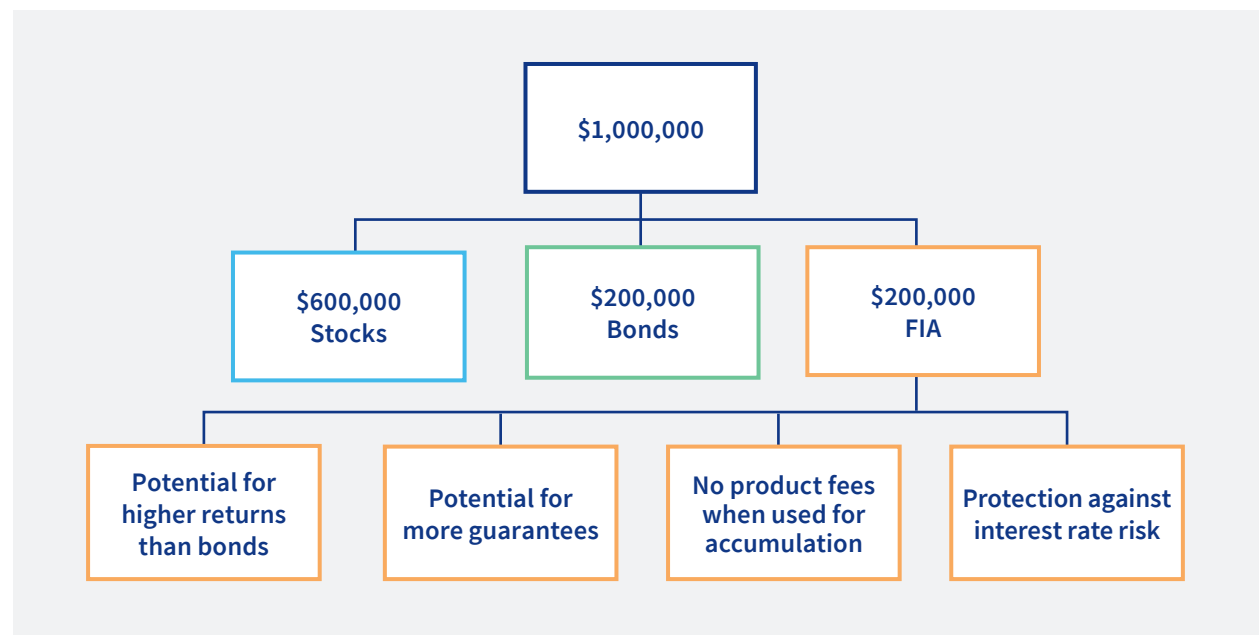 $1,000,000
$600,000
Stocks
$200,000
Bonds
$200,000
FIA
Potential for
higher returns
than bonds
Potential for
more guarantees
No product fees
when used for
accumulation
Protection against
interest rate risk